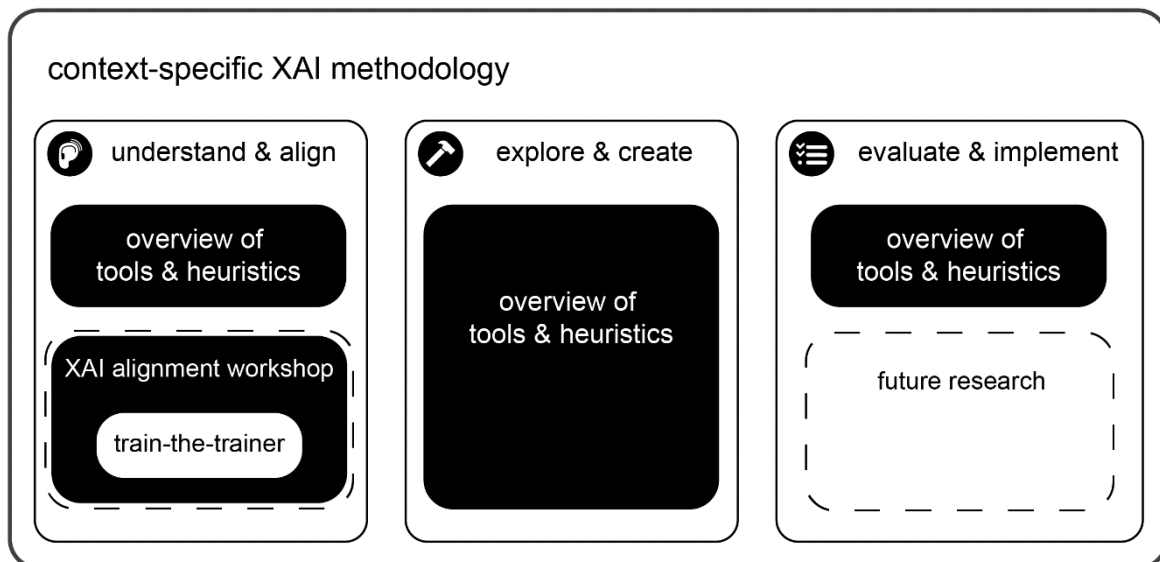 context-specific XAI methodology
understand & align
overview of
tools & heuristics
XAI alignment workshop
train-the-trainer
explore & create
overview of
tools & heuristics
evaluate & implement
overview of
tools & heuristics
future research